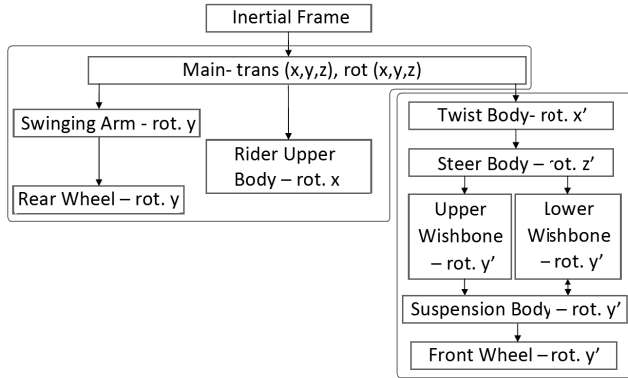 Inertial Frame
Main- trans (x,y,z), rot (x,y,z)
Swinging Arm - rot. y
Rear Wheel – rot. y
Rider Upper
Body – rot. x
Twist Body- rot. x’
Steer Body – rot. z’
Upper
Wishbone
– rot. y’
Lower
Wishbone
– rot. y’
Suspension Body – rot. y’
Front Wheel – rot. y’